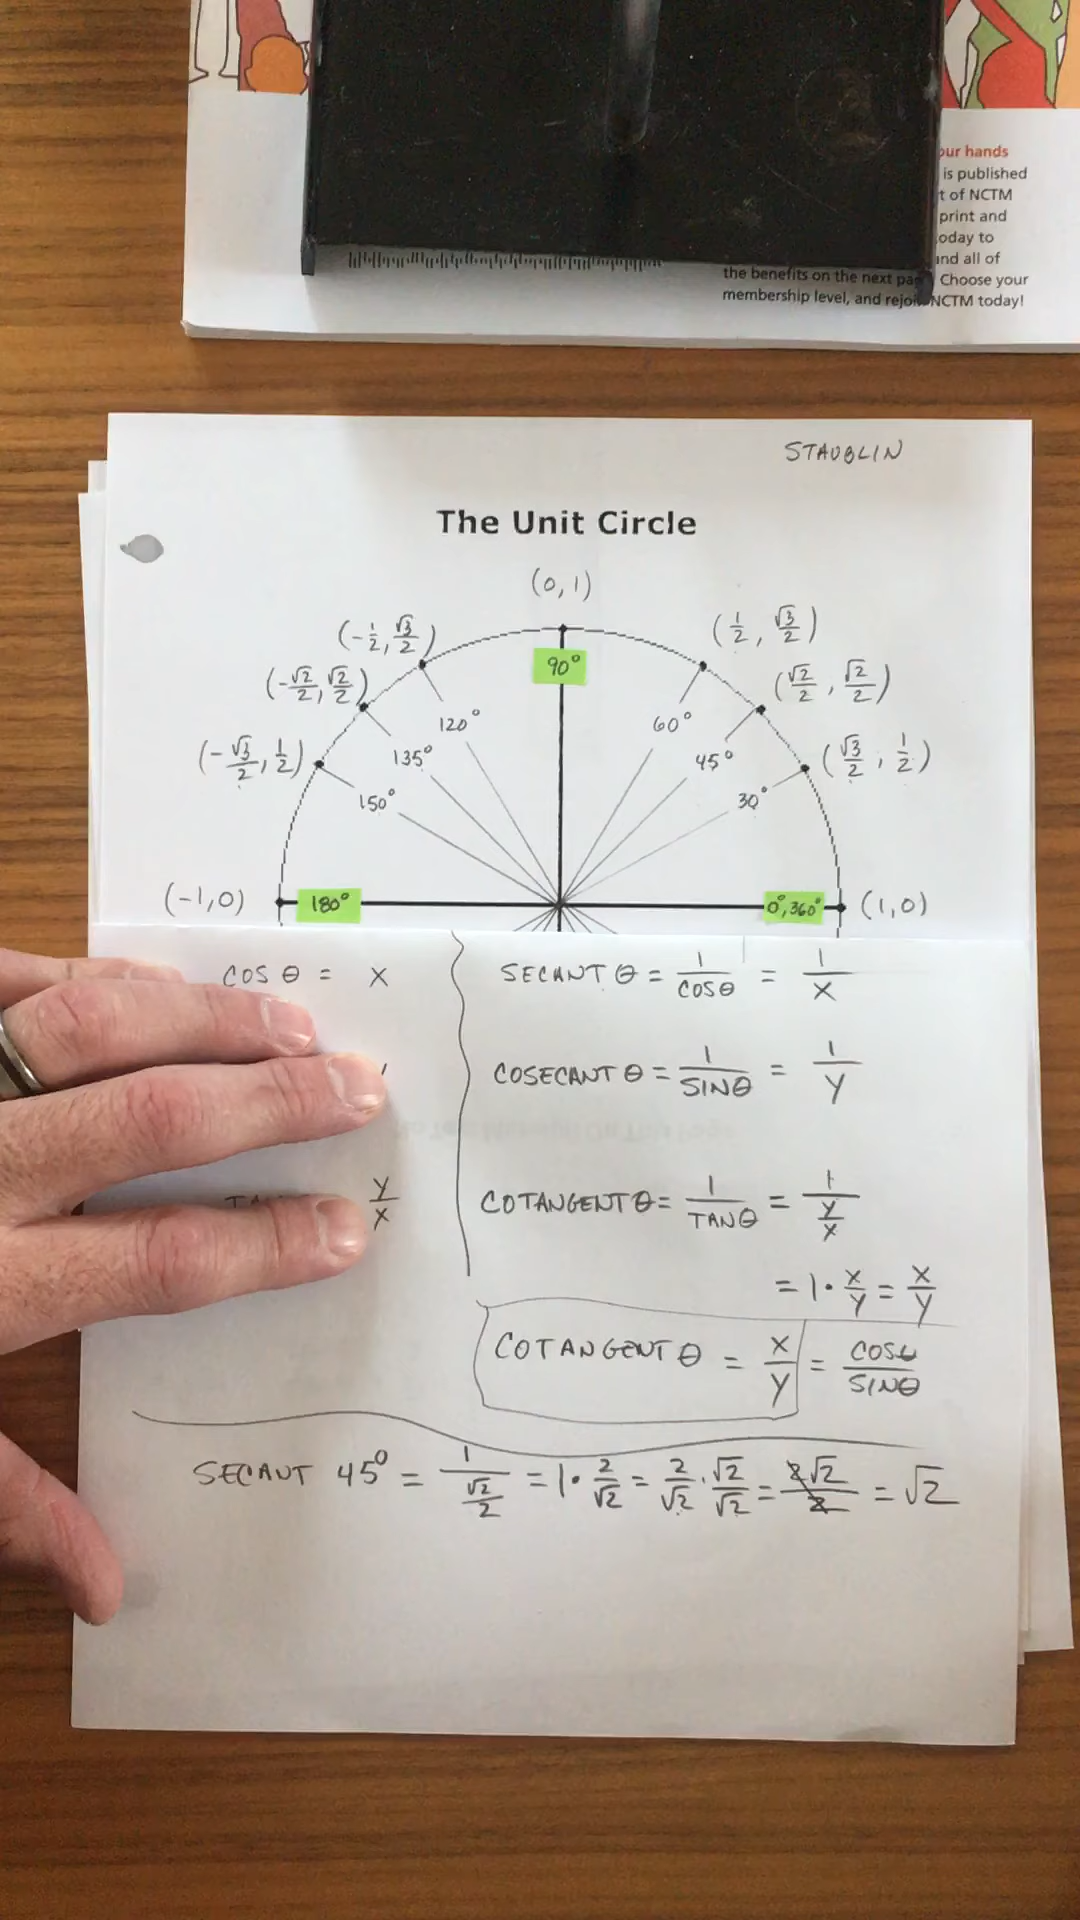 our hands
is published
t of NCTM
print and
oday to
and all of
the benefits on the next pa Choose your
membership level, and rejoi NCTM today!
STAUBLIN
The Unit Circle
(0,1)
(-1/2, √3/2)
(1/2, √3/2)
90°
(-√2/2, √2/2)
(√2/2, √2/2)
120°
60°
(-√3/2, 1/2)
(√3/2, 1/2)
135°
45°
150°
30°
(-1,0)
180°
0°,360°
(1,0)
COS θ = X
SECANT θ = 1/COSθ = 1/X
COSECANT θ = 1/SINθ = 1/Y
Y/X
COTANGENT θ = 1/TANθ = 1/(Y/X)
= 1 · X/Y = X/Y
COTANGENT θ = X/Y = COSθ/SINθ
SECANT 45° = 1/(√2/2) = 1 · 2/√2 = 2/√2 · √2/√2 = 2√2/2 = √2